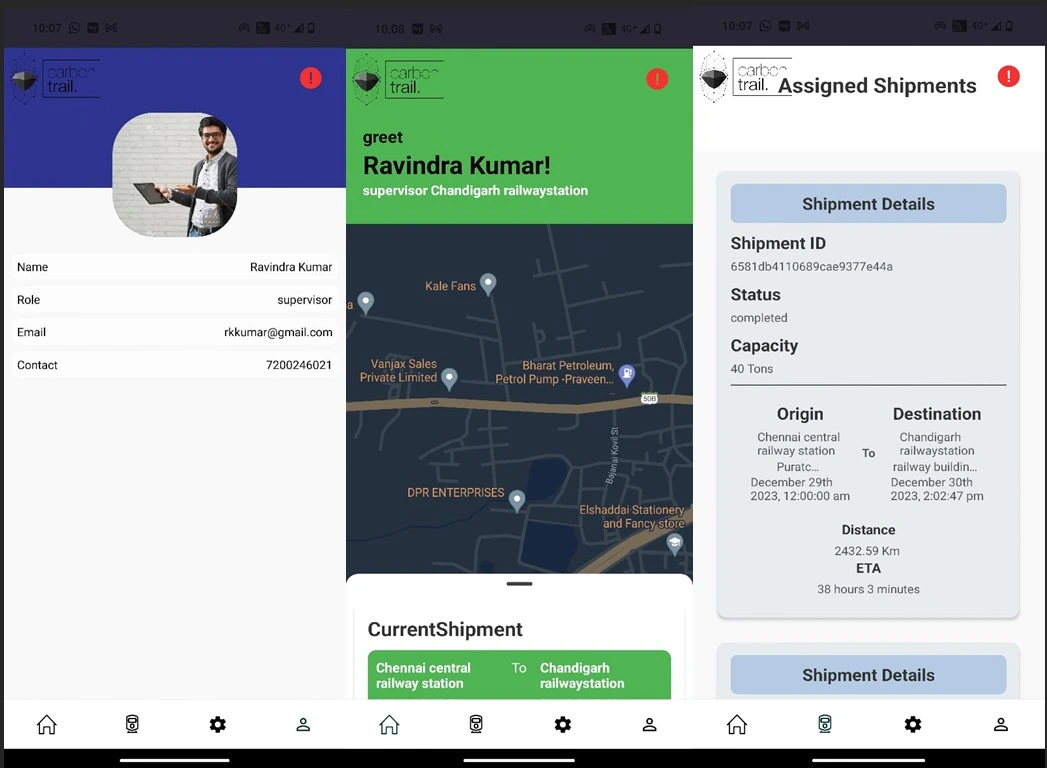 10:07
4G+
carbon
trail.
!
Name
Ravindra Kumar
Role
supervisor
Email
rkkumar@gmail.com
Contact
7200246021
10:08
4G+
carbon
trail.
!
greet
Ravindra Kumar!
supervisor Chandigarh railwaystation
Kale Fans
a
Vanjax Sales
Private Limited
Bharat Petroleum,
Petrol Pump -Praveen...
...
50B
Bajanai Kovil St
DPR ENTERPRISES
Elshaddai Stationery
and Fancy store
CurrentShipment
Chennai central
railway station
To
Chandigarh
railwaystation
10:07
4G+
carbon
trail.
Assigned Shipments
!
Shipment Details
Shipment ID
6581db4110689cae9377e44a
Status
completed
Capacity
40 Tons
Origin
Chennai central
railway station
Puratc...
December 29th
2023, 12:00:00 am
To
Destination
Chandigarh
railwaystation
railway buildin...
December 30th
2023, 2:02:47 pm
Distance
2432.59 Km
ETA
38 hours 3 minutes
Shipment Details